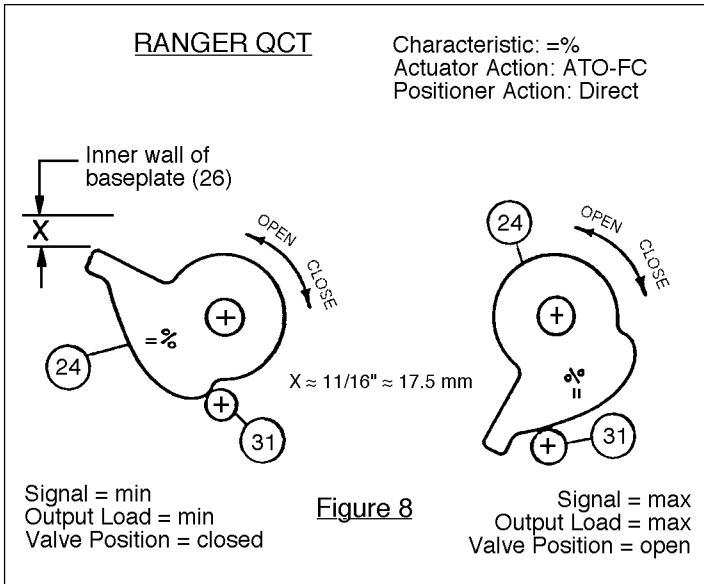 RANGER QCT
Characteristic: =%
Actuator Action: ATO-FC
Positioner Action: Direct
Inner wall of
baseplate (26)
X
OPEN
CLOSE
=%
24
31
X ≈ 11/16" ≈ 17.5 mm
24
OPEN
CLOSE
=%
31
Signal = min
Output Load = min
Valve Position = closed
Figure 8
Signal = max
Output Load = max
Valve Position = open